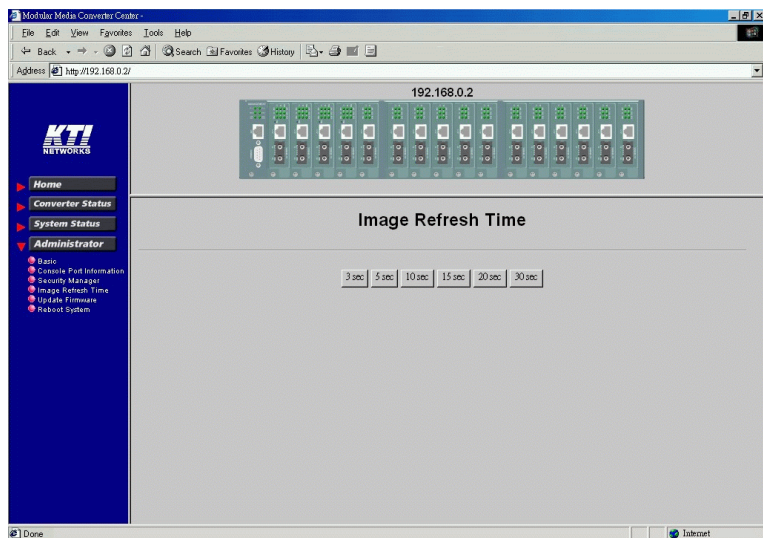 Modular Media Converter Center -
File Edit View Favorites Tools Help
Back Search Favorites History
Address http://192.168.0.2/
192.168.0.2
KTI
NETWORKS
Home
Converter Status
System Status
Administrator
Basic
Console Port Information
Security Manager
Image Refresh Time
Update Firmware
Reboot System
Image Refresh Time
3 sec 5 sec 10 sec 15 sec 20 sec 30 sec
Done Internet